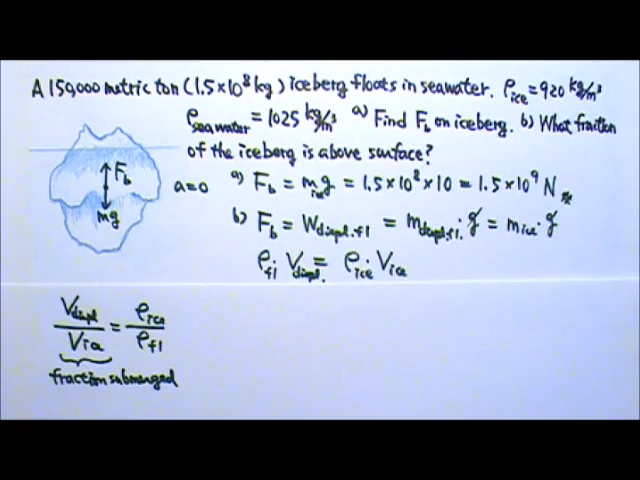 A 150,000 metric ton (1.5×10⁸ kg) iceberg floats in seawater. ρice = 920 kg/m³
ρseawater = 1025 kg/m³ a) Find Fb on iceberg. b) What fraction
of the iceberg is above surface?
Fb
mg
a=0
a) Fb = mice g = 1.5×10⁸×10 = 1.5×10⁹ N
b) Fb = Wdispl.fl = mdispl.fl. g = mice · g
ρfl Vdispl. = ρice Vice
Vdispl / Vice = ρice / ρfl
fraction submerged